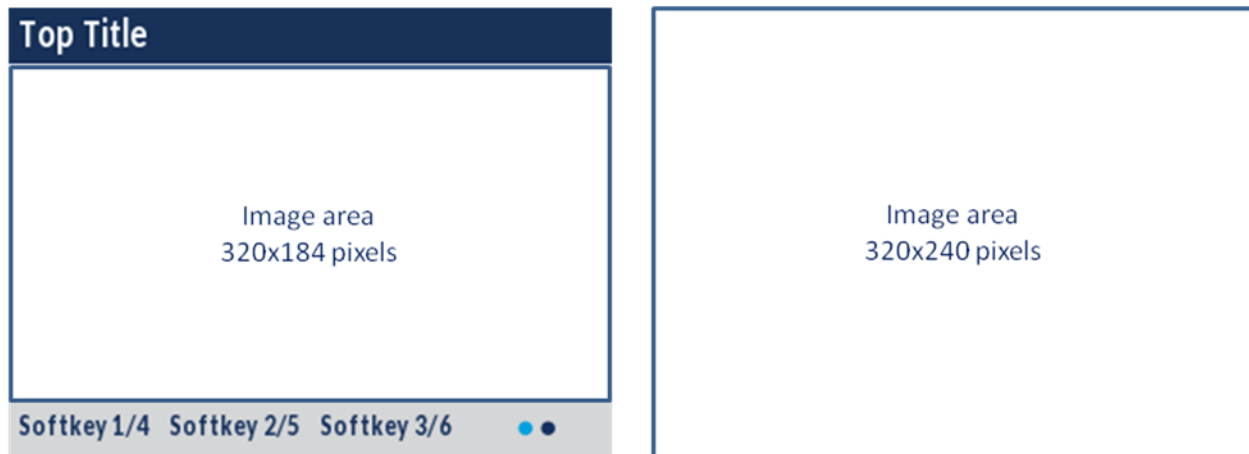 Top Title
Image area
320x184 pixels
Softkey 1/4 Softkey 2/5 Softkey 3/6
Image area
320x240 pixels